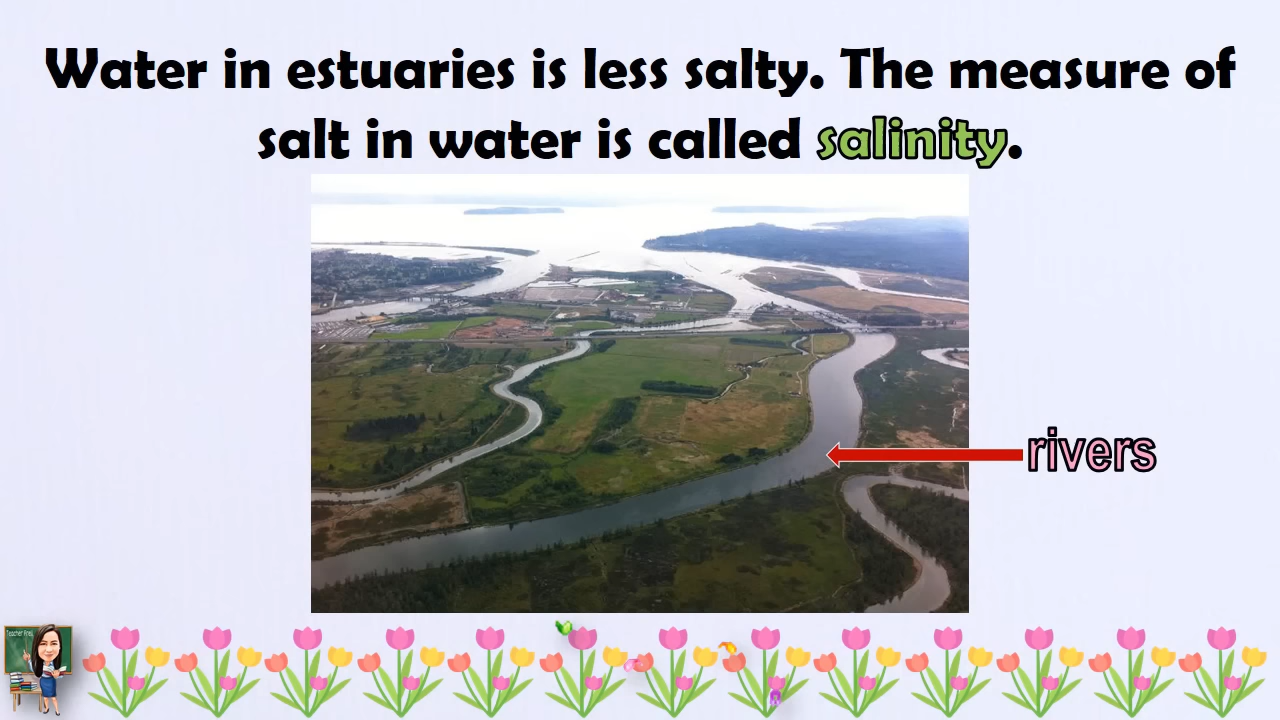 Water in estuaries is less salty. The measure of
salt in water is called salinity.
rivers